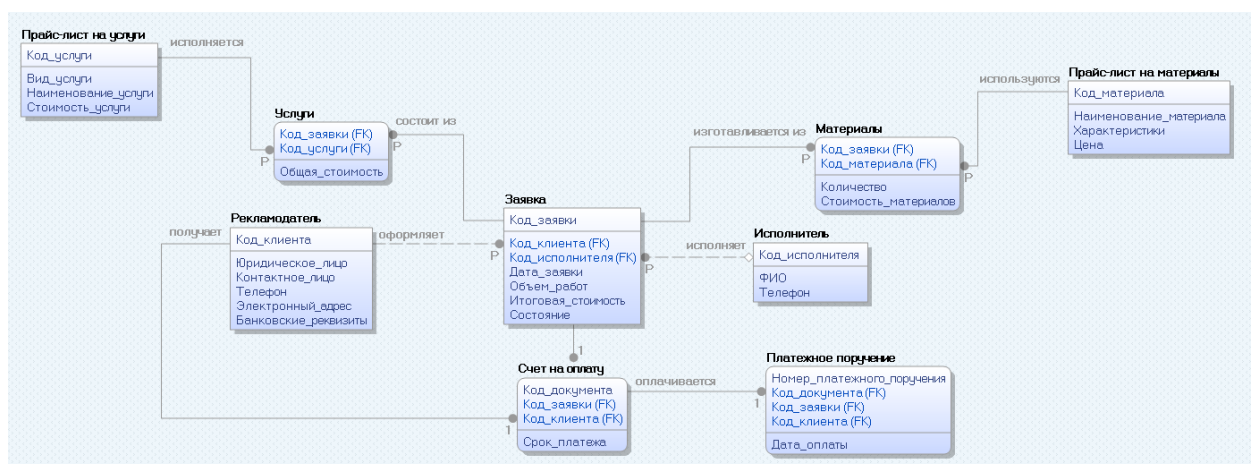 Прайс-лист на услуги
Код_услуги
Вид_услуги
Наименование_услуги
Стоимость_услуги
исполняется
P
Услуги
Код_заявки (FK)
Код_услуги (FK)
Общая_стоимость
состоит из
P
Прайс-лист на материалы
Код_материала
Наименование_материала
Характеристики
Цена
используются
P
Материалы
Код_заявки (FK)
Код_материала (FK)
Количество
Стоимость_материалов
изготавливается из
P
Заявка
Код_заявки
Код_клиента (FK)
Код_исполнителя (FK)
Дата_заявки
Объем_работ
Итоговая_стоимость
Состояние
Рекламодатель
Код_клиента
Юридическое_лицо
Контактное_лицо
Телефон
Электронный_адрес
Банковские_реквизиты
получает
оформляет
P
исполняет
P
Исполнитель
Код_исполнителя
ФИО
Телефон
1
Счет на оплату
Код_документа
Код_заявки (FK)
Код_клиента (FK)
Срок_платежа
1
оплачивается
1
Платежное поручение
Номер_платежного_поручения
Код_документа (FK)
Код_заявки (FK)
Код_клиента (FK)
Дата_оплаты